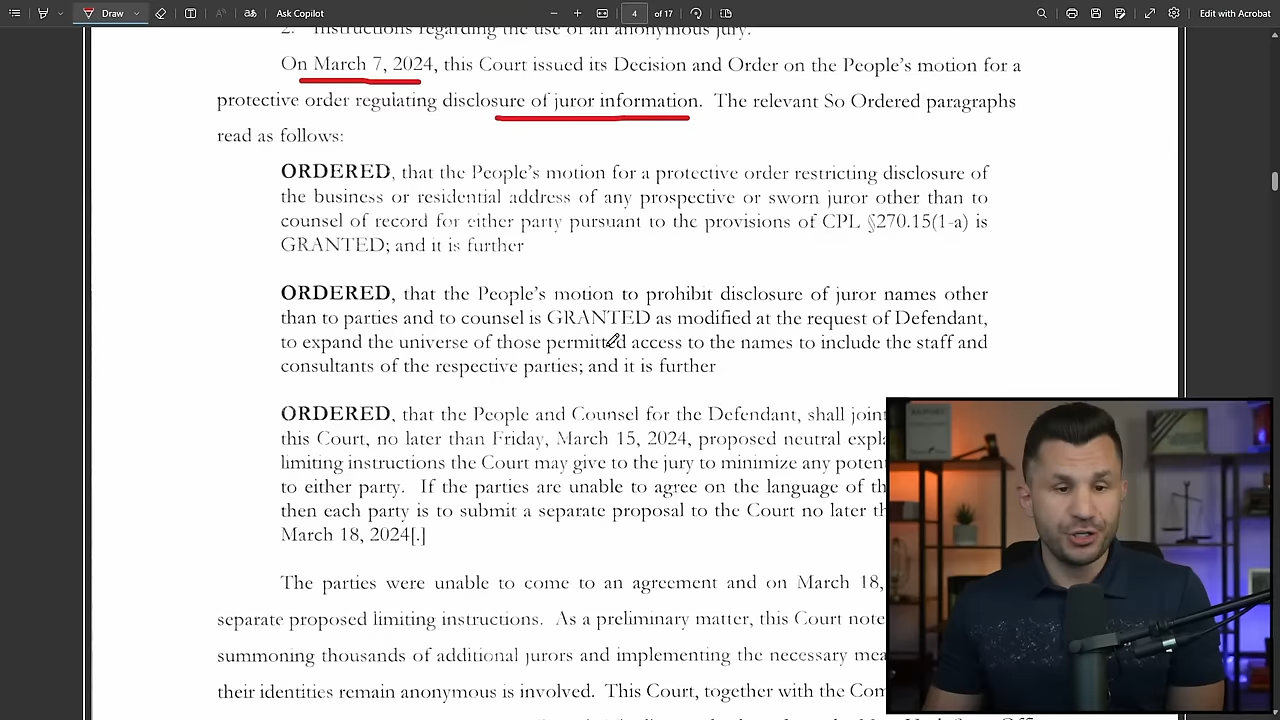 Draw
Ask Copilot
4 of 17
Edit with Acrobat
2. Instructions regarding the use of an anonymous jury.
On March 7, 2024, this Court issued its Decision and Order on the People's motion for a
protective order regulating disclosure of juror information. The relevant So Ordered paragraphs
read as follows:
ORDERED, that the People's motion for a protective order restricting disclosure of
the business or residential address of any prospective or sworn juror other than to
counsel of record for either party pursuant to the provisions of CPL §270.15(1-a) is
GRANTED; and it is further
ORDERED, that the People's motion to prohibit disclosure of juror names other
than to parties and to counsel is GRANTED as modified at the request of Defendant,
to expand the universe of those permitted access to the names to include the staff and
consultants of the respective parties; and it is further
ORDERED, that the People and Counsel for the Defendant, shall joint
this Court, no later than Friday, March 15, 2024, proposed neutral expla
limiting instructions the Court may give to the jury to minimize any poten
to either party. If the parties are unable to agree on the language of th
then each party is to submit a separate proposal to the Court no later th
March 18, 2024[.]
The parties were unable to come to an agreement and on March 18,
separate proposed limiting instructions. As a preliminary matter, this Court note
summoning thousands of additional jurors and implementing the necessary mea
their identities remain anonymous is involved. This Court, together with the Com